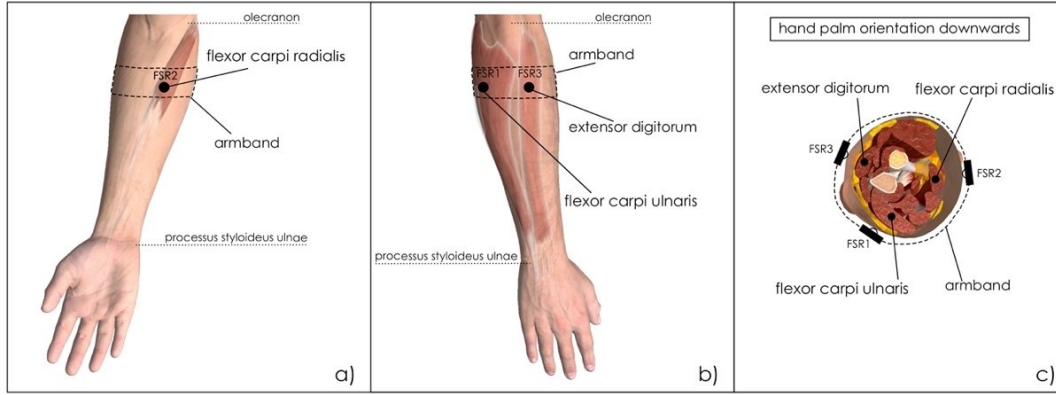 olecranon
flexor carpi radialis
FSR2
armband
processus styloideus ulnae
a)
olecranon
armband
FSR1
FSR3
extensor digitorum
flexor carpi ulnaris
processus styloideus ulnae
b)
hand palm orientation downwards
extensor digitorum
flexor carpi radialis
FSR3
FSR2
FSR1
flexor carpi ulnaris
armband
c)